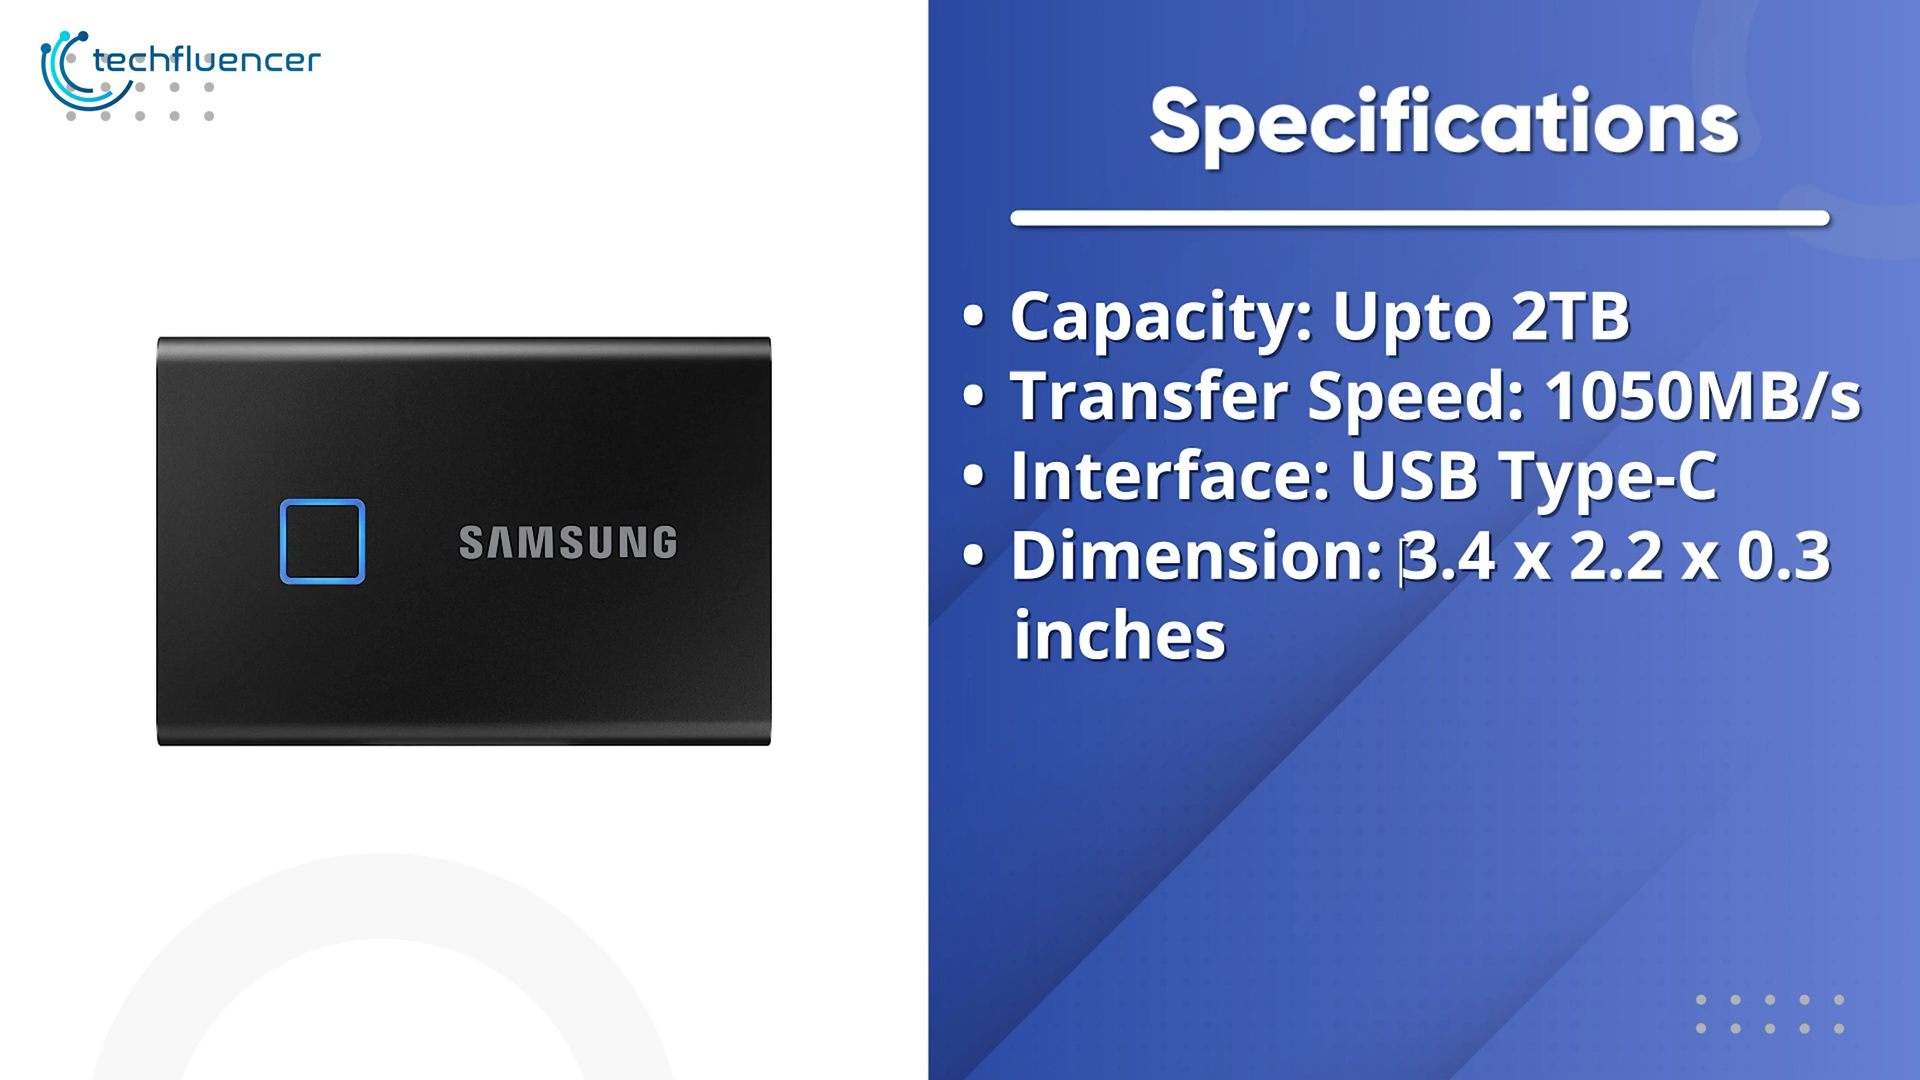 techfluencer
Specifications
SAMSUNG
• Capacity: Upto 2TB
• Transfer Speed: 1050MB/s
• Interface: USB Type-C
• Dimension: 3.4 x 2.2 x 0.3
inches